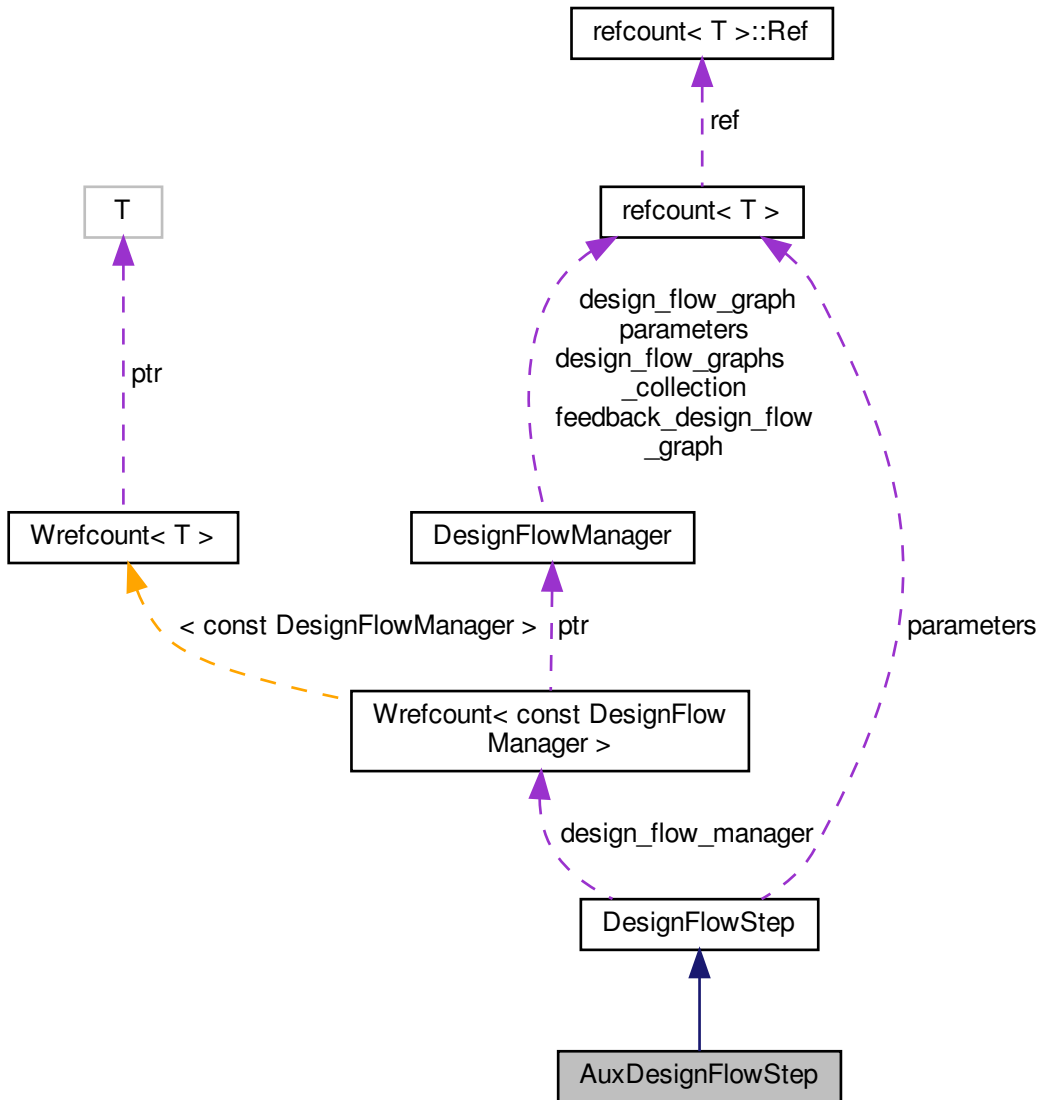 refcount< T >::Ref
ref
T
refcount< T >
design_flow_graph
parameters
design_flow_graphs
_collection
feedback_design_flow
_graph
ptr
Wrefcount< T >
DesignFlowManager
< const DesignFlowManager >
ptr
parameters
Wrefcount< const DesignFlow
Manager >
design_flow_manager
DesignFlowStep
AuxDesignFlowStep